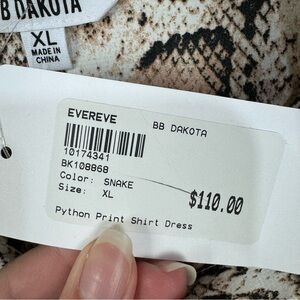 BB DAKOTA
XL
MADE IN
CHINA
EVEREVE
BB DAKOTA
10174341
BK10886B
Color: SNAKE
Size: XL
$110.00
Python Print Shirt Dress